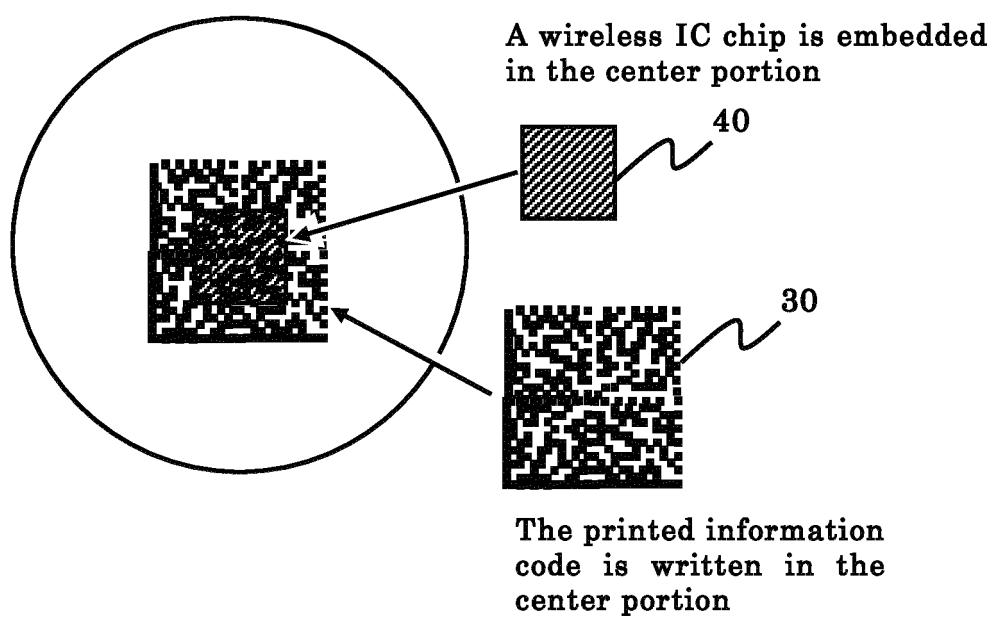 A wireless IC chip is embedded
in the center portion
40
30
The printed information
code is written in the
center portion